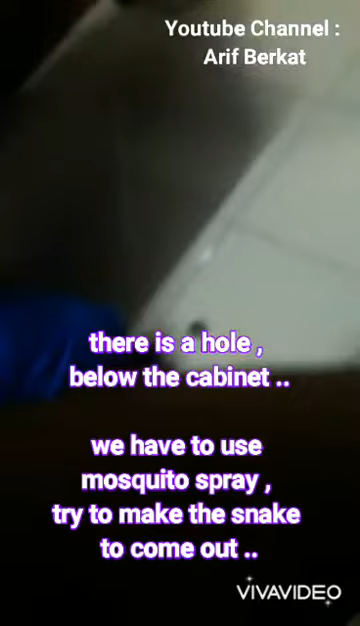 Youtube Channel :
Arif Berkat
there is a hole ,
below the cabinet ..
we have to use
mosquito spray ,
try to make the snake
to come out ..
VIVAVIDEO